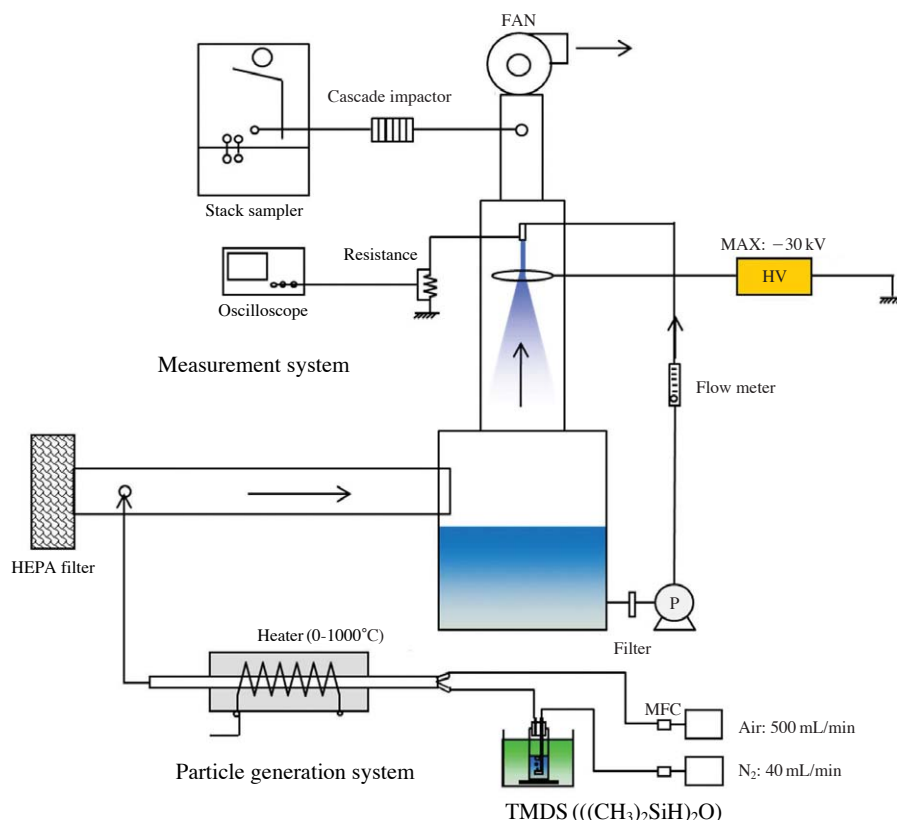 FAN
Cascade impactor
Stack sampler
MAX: −30 kV
Resistance
HV
Oscilloscope
Measurement system
Flow meter
HEPA filter
P
Heater (0-1000°C)
Filter
MFC
Air: 500 mL/min
Particle generation system
N₂: 40 mL/min
TMDS (((CH₃)₂SiH)₂O)